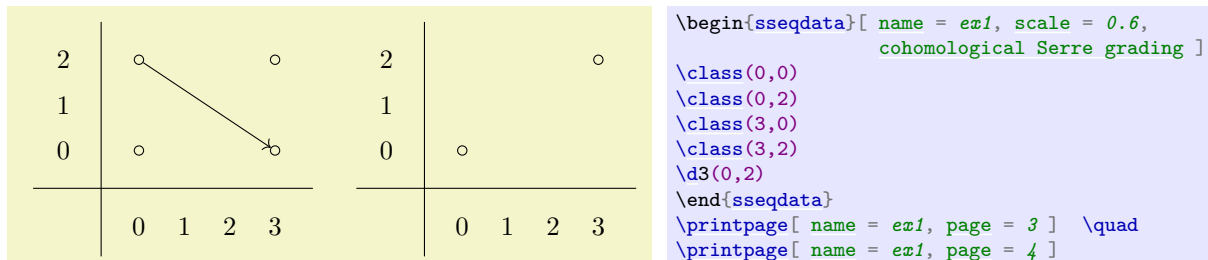 2
1
0
0 1 2 3
2
1
0
0 1 2 3
\begin{sseqdata}[ name = ex1, scale = 0.6,
cohomological Serre grading ]
\class(0,0)
\class(0,2)
\class(3,0)
\class(3,2)
\d3(0,2)
\end{sseqdata}
\printpage[ name = ex1, page = 3 ] \quad
\printpage[ name = ex1, page = 4 ]